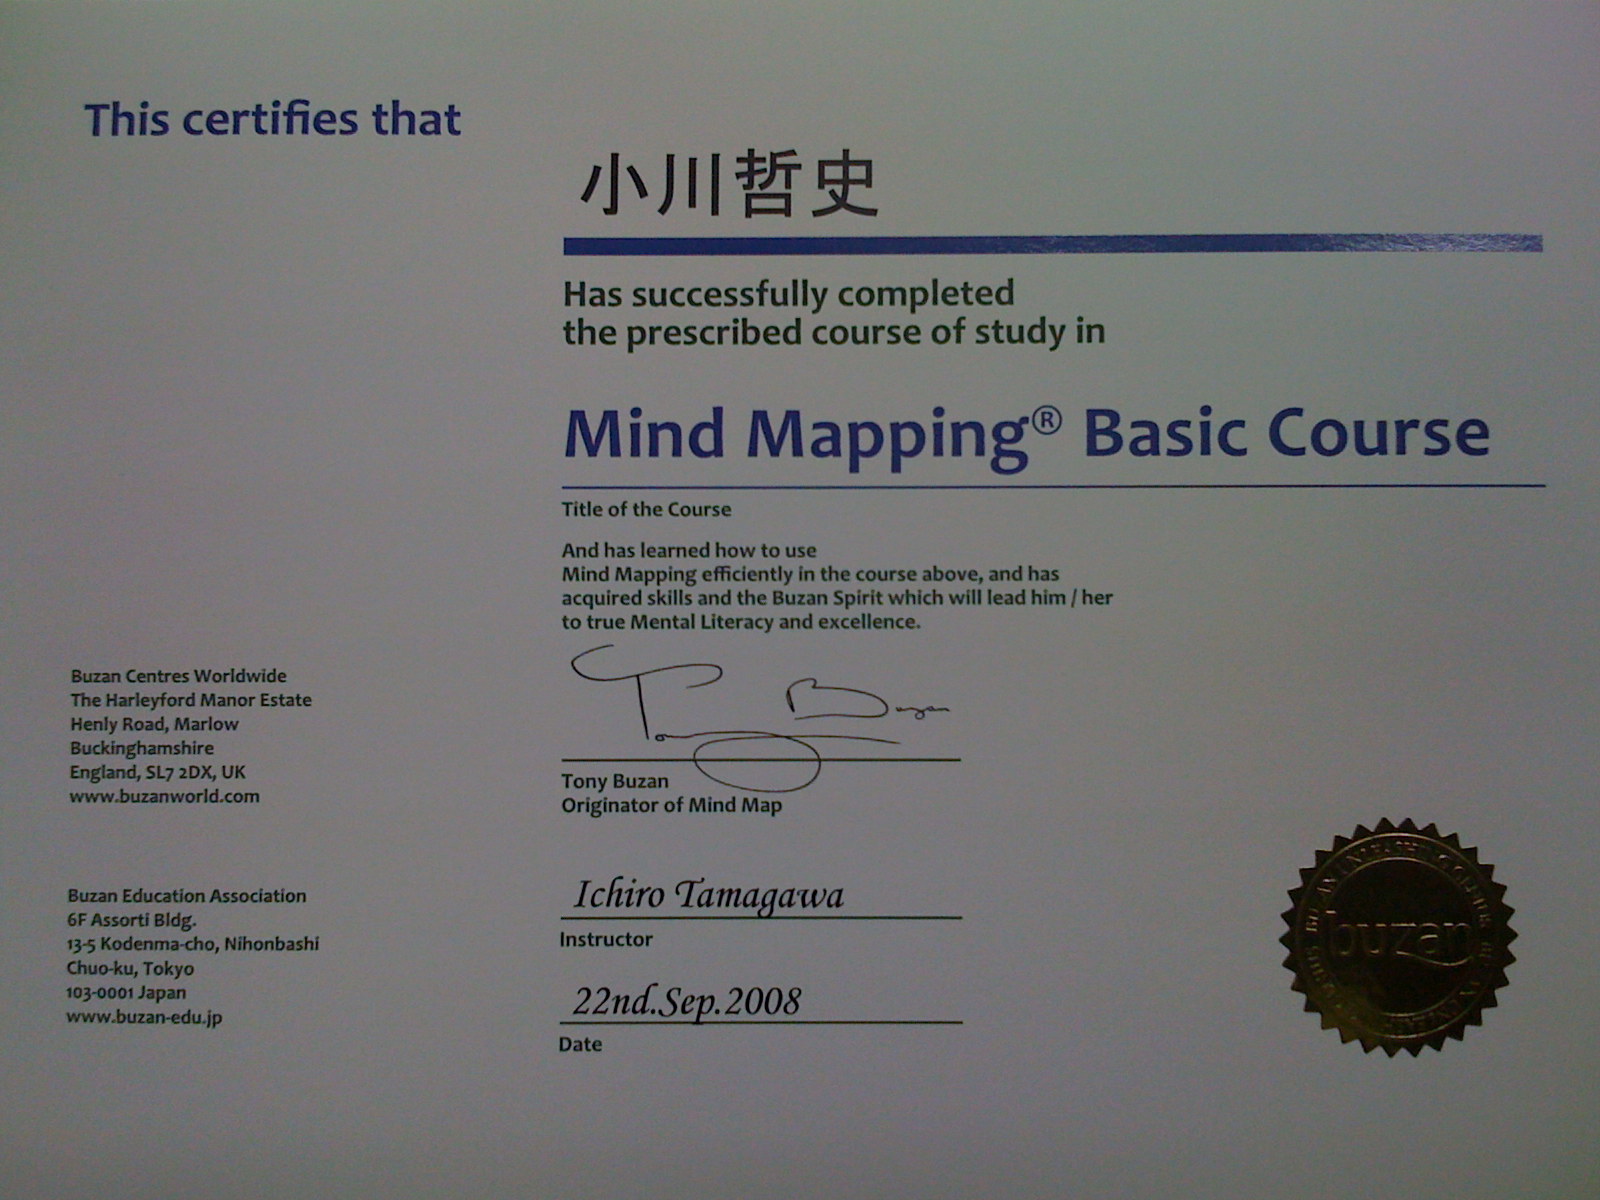 This certifies that
小川哲史
Has successfully completed
the prescribed course of study in
Mind Mapping® Basic Course
Title of the Course
And has learned how to use
Mind Mapping efficiently in the course above, and has
acquired skills and the Buzan Spirit which will lead him / her
to true Mental Literacy and excellence.
Buzan Centres Worldwide
The Harleyford Manor Estate
Henly Road, Marlow
Buckinghamshire
England, SL7 2DX, UK
www.buzanworld.com
Tony Buzan
Tony Buzan
Originator of Mind Map
Buzan Education Association
6F Assorti Bldg.
13-5 Kodenma-cho, Nihonbashi
Chuo-ku, Tokyo
103-0001 Japan
www.buzan-edu.jp
Ichiro Tamagawa
Instructor
22nd.Sep.2008
Date
buzan